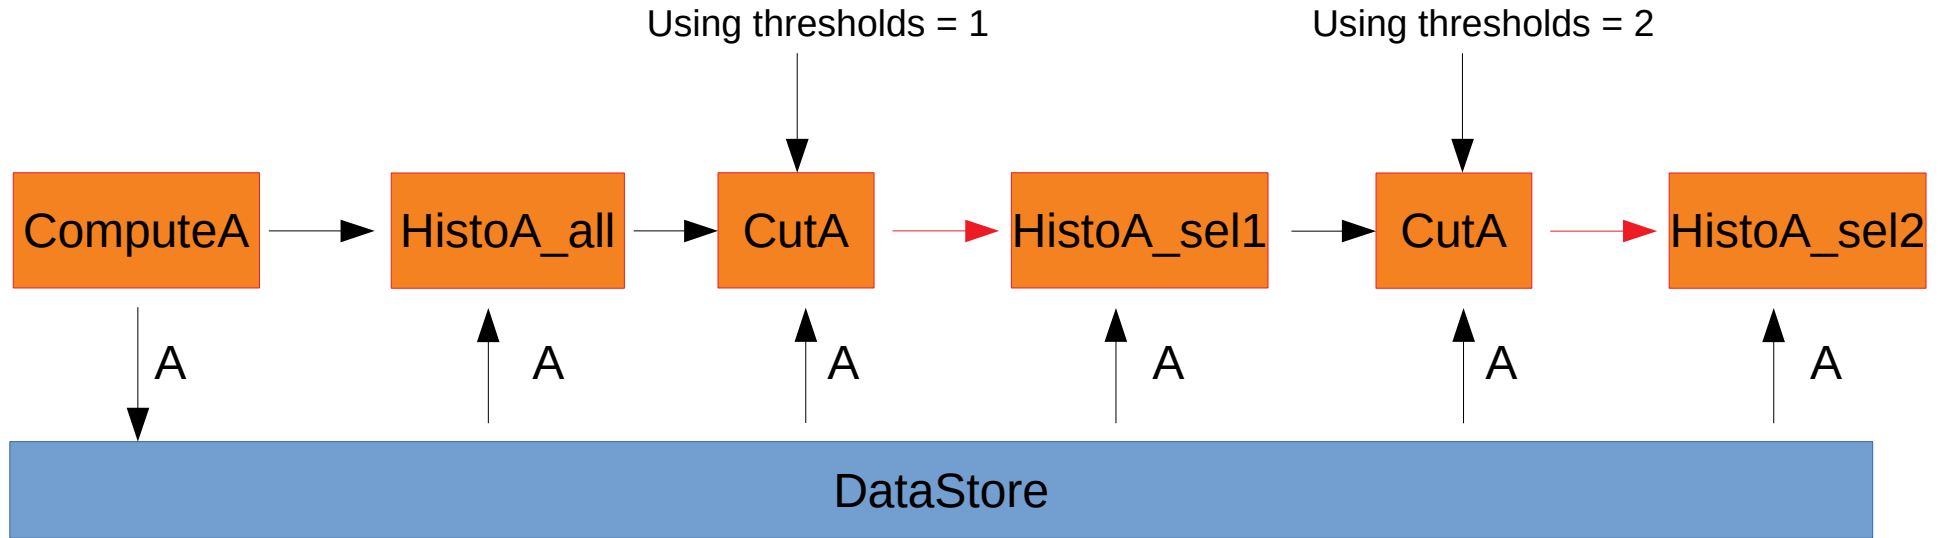 Using thresholds = 1
Using thresholds = 2
ComputeA
HistoA_all
CutA
HistoA_sel1
CutA
HistoA_sel2
A
A
A
A
A
A
DataStore